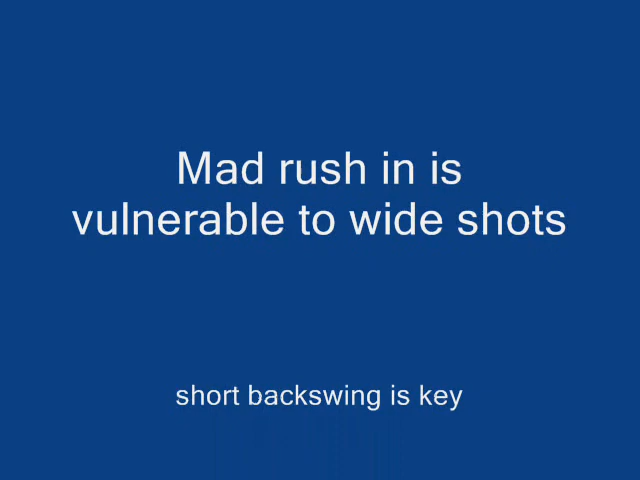 Mad rush in is
vulnerable to wide shots
short backswing is key